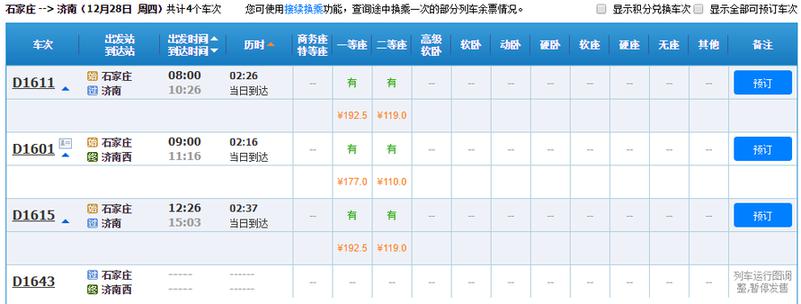 石家庄 --> 济南（12月28日 周四）共计4个车次 您可使用接续换乘功能，查询途中换乘一次的部分列车余票情况。 显示积分兑换车次 显示全部可预订车次
车次 出发站 到达站 出发时间 到达时间 历时 商务座 特等座 一等座 二等座 高级 软卧 软卧 动卧 硬卧 软座 硬座 无座 其他 备注
D1611 始 石家庄 08:00 02:26 -- 有 有 -- -- -- -- -- -- -- -- 预订
过 济南 10:26 当日到达
¥192.5 ¥119.0
D1601 始 石家庄 09:00 02:16 -- 有 有 -- -- -- -- -- -- -- -- 预订
终 济南西 11:16 当日到达
¥177.0 ¥110.0
D1615 始 石家庄 12:26 02:37 -- 有 有 -- -- -- -- -- -- -- -- 预订
过 济南 15:03 当日到达
¥192.5 ¥119.0
D1643 过 石家庄 ----- ------ -- -- -- -- -- -- -- -- -- -- -- 列车运行图调
终 济南西 ----- ------ 整,暂停发售